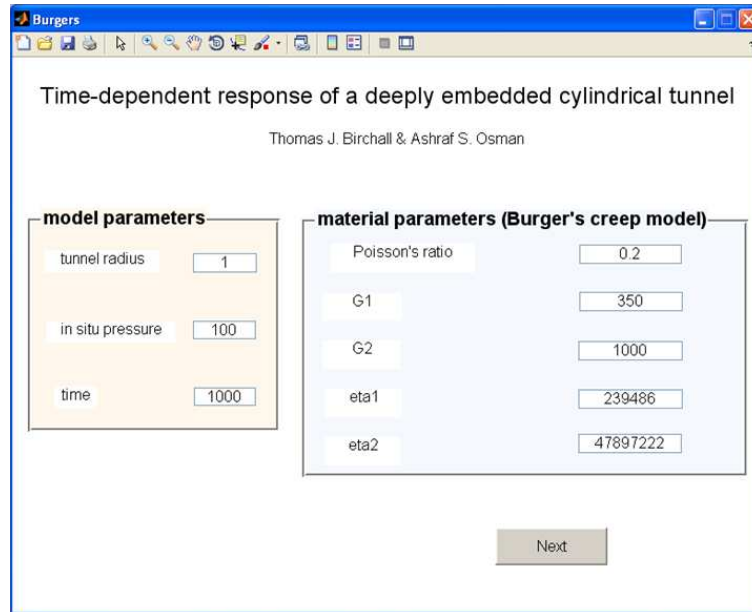 Burgers
Time-dependent response of a deeply embedded cylindrical tunnel
Thomas J. Birchall & Ashraf S. Osman
model parameters
tunnel radius 1
in situ pressure 100
time 1000
material parameters (Burger's creep model)
Poisson's ratio 0.2
G1 350
G2 1000
eta1 239486
eta2 47897222
Next